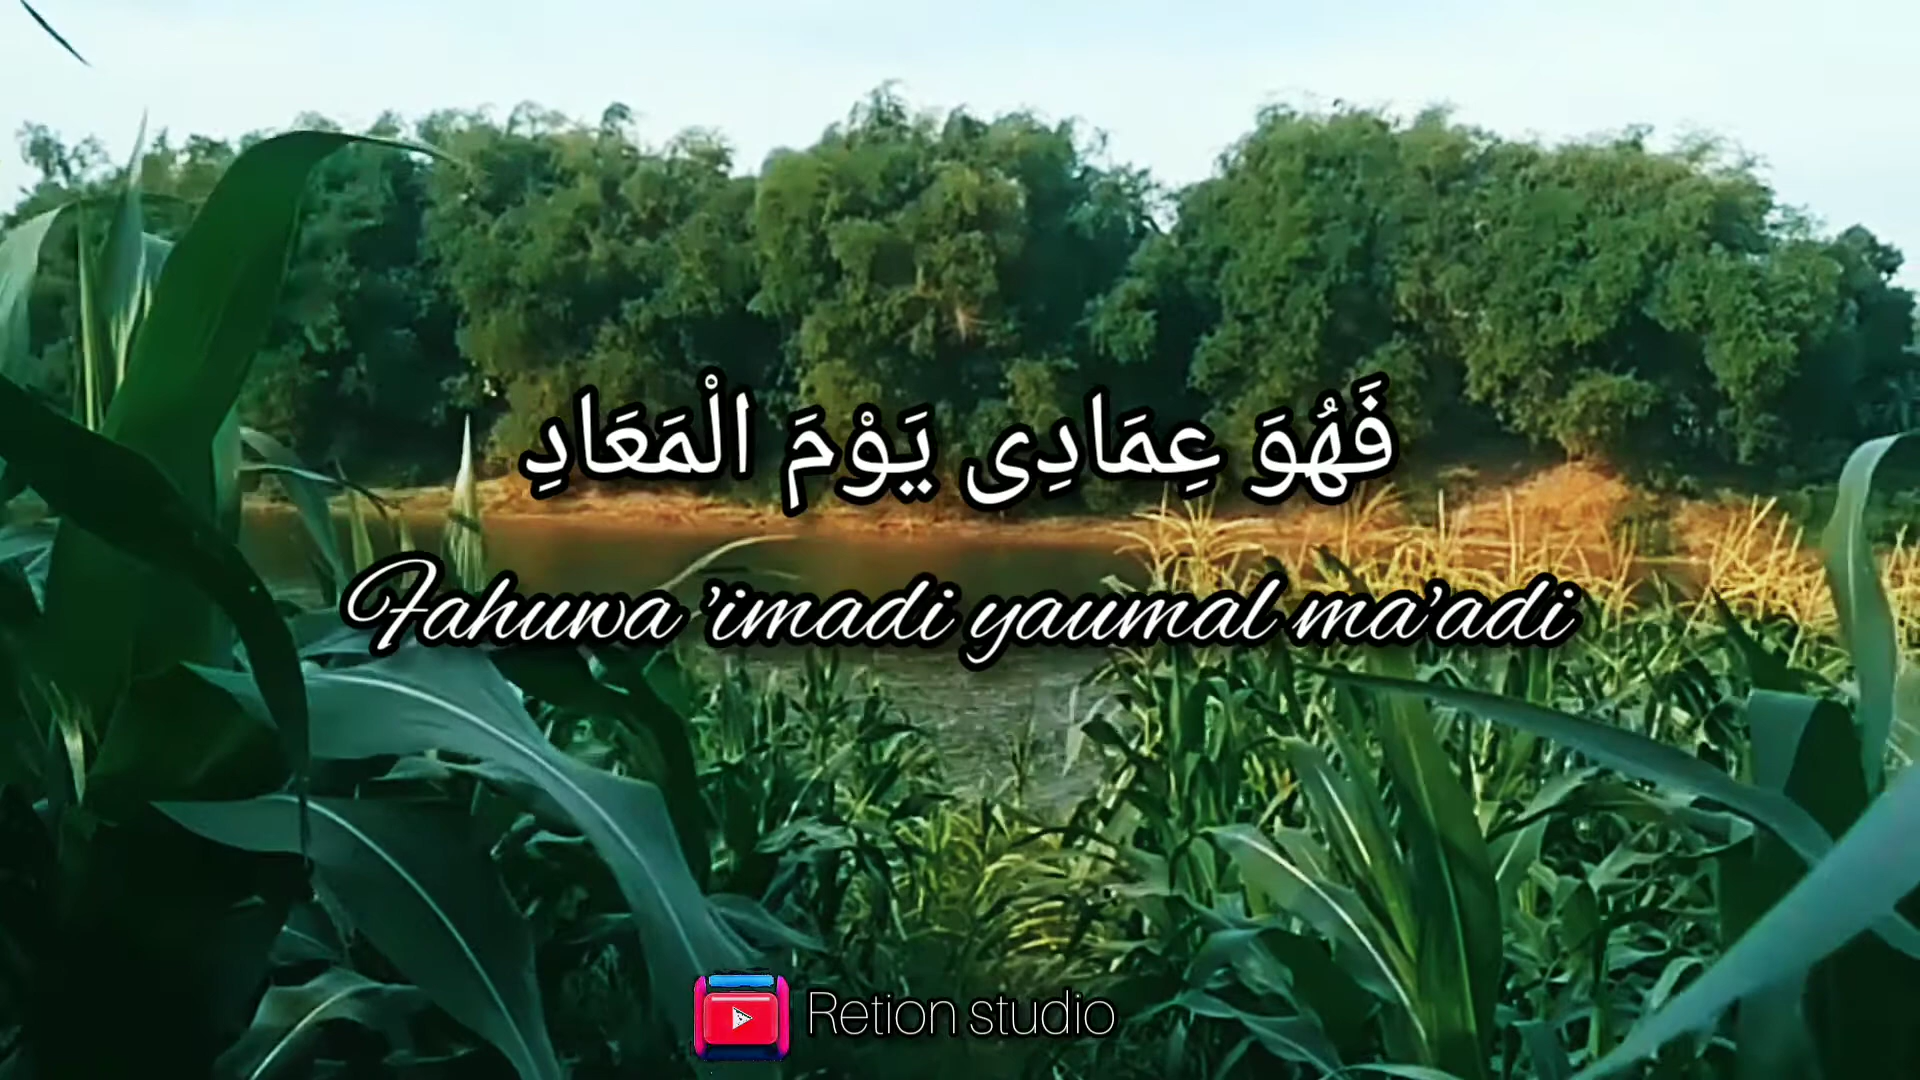 فَهُوَ عِمَادِى يَوْمَ الْمَعَادِ
Fahuwa 'imadi yaumal ma'adi
Retion studio